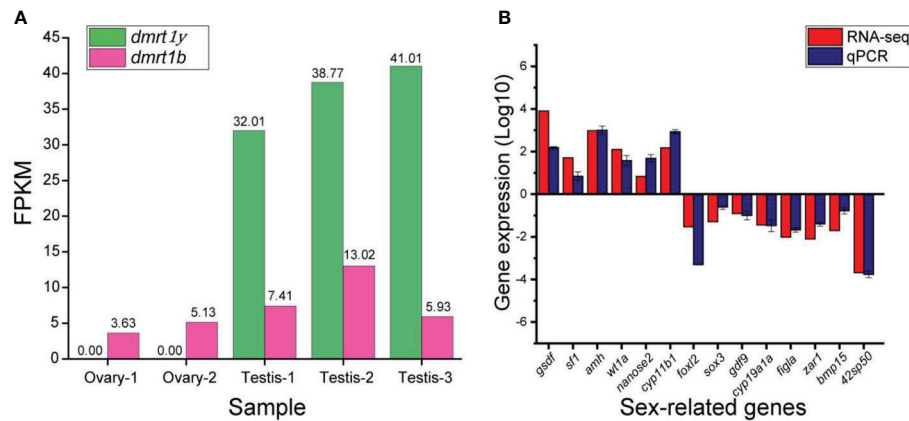 A
dmrt1y
dmrt1b
45
40
35
30
25
20
15
10
5
0
FPKM
0.00
3.63
0.00
5.13
32.01
7.41
38.77
13.02
41.01
5.93
Ovary-1
Ovary-2
Testis-1
Testis-2
Testis-3
Sample
B
RNA-seq
qPCR
6
4
2
0
-2
-4
-6
Gene expression (Log10)
gsdf
sf1
amh
wt1a
nanose2
cyp11b1
foxl2
sox3
gdf9
cyp19a1a
figla
zar1
bmp15
42sp50
Sex-related genes